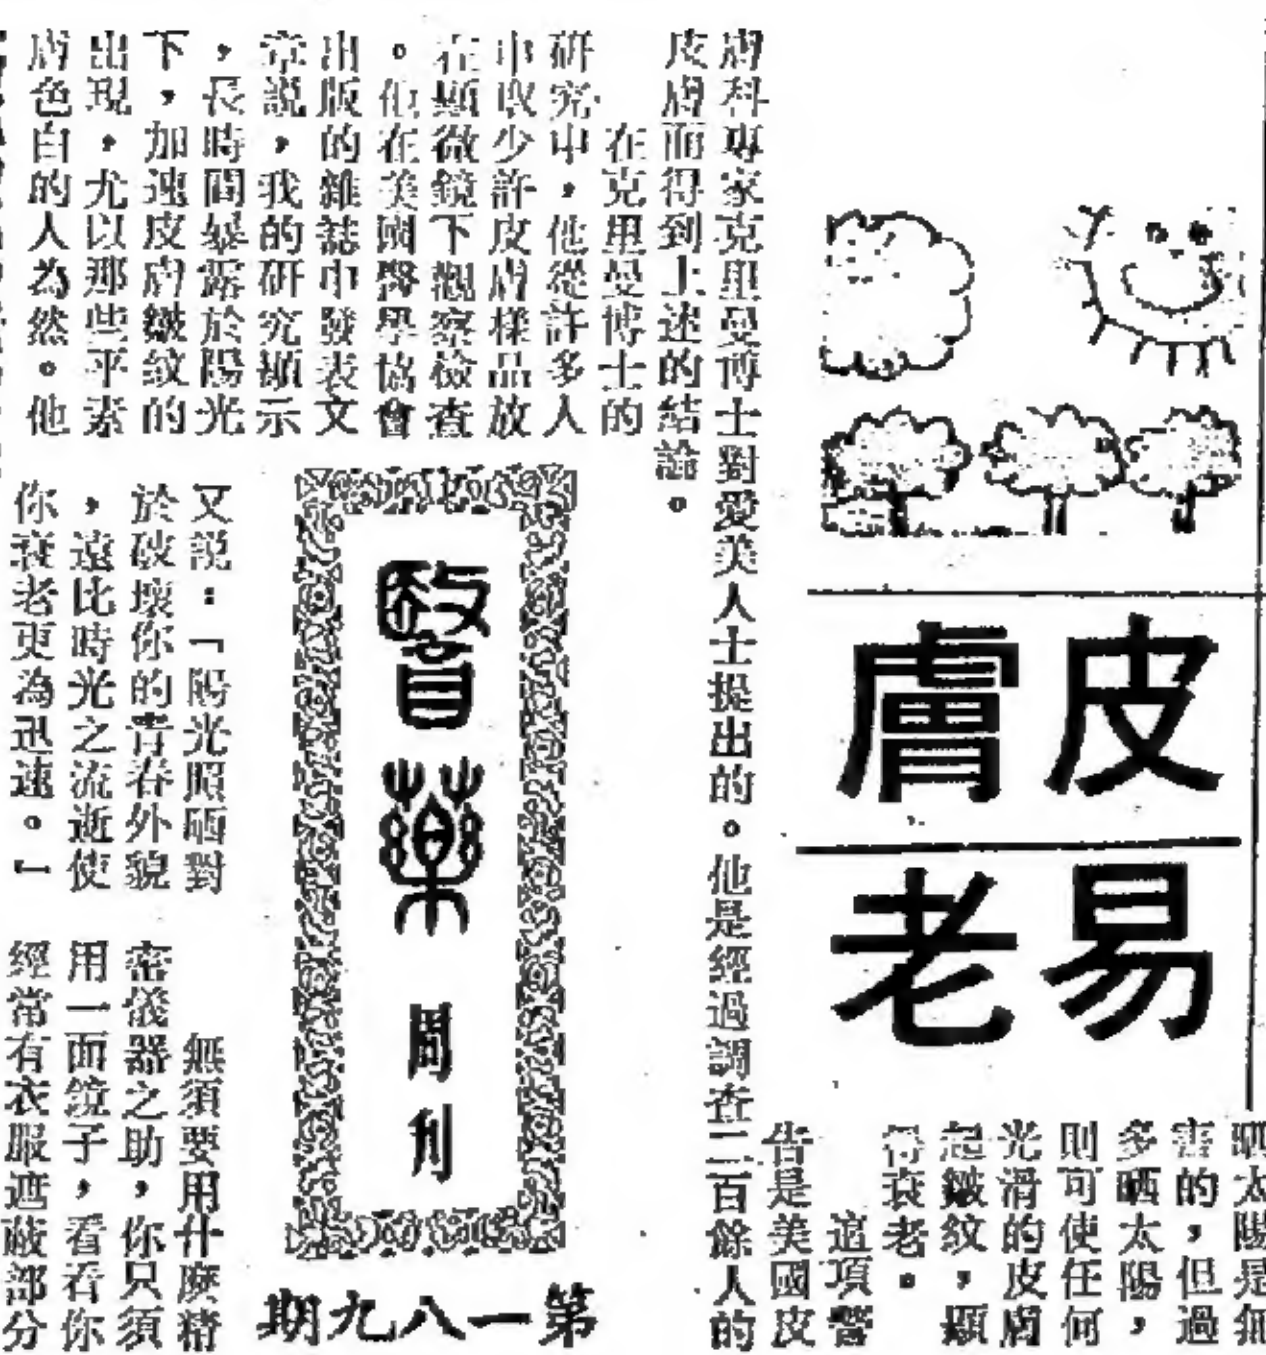 皮膚
易老
晒太陽是無
害的，但過
多晒太陽，
則可使任何
光滑的皮膚
起皺紋，顯
得衰老。
這項警
告是美國皮
膚科專家克里曼博士對愛美人士提出的。他是經過調查二百餘人的
皮膚而得到上述的結論。
在克里曼博士的
研究中，他從許多人
中取少許皮膚樣品放
在顯微鏡下觀察檢查
。他在美國醫學協會
出版的雜誌中發表文
章説，我的研究顯示
，長時間暴露於陽光
下，加速皮膚皺紋的
出現，尤以那些平素
膚色白的人為然。他
又説：「陽光照晒對
於破壞你的青春外貌
，遠比時光之流逝使
你衰老更為迅速。」
無須要用什麽精
密儀器之助，你只須
用一面鏡子，看看你
經常有衣服遮蔽部分
醫藥
周刊
第一八九期